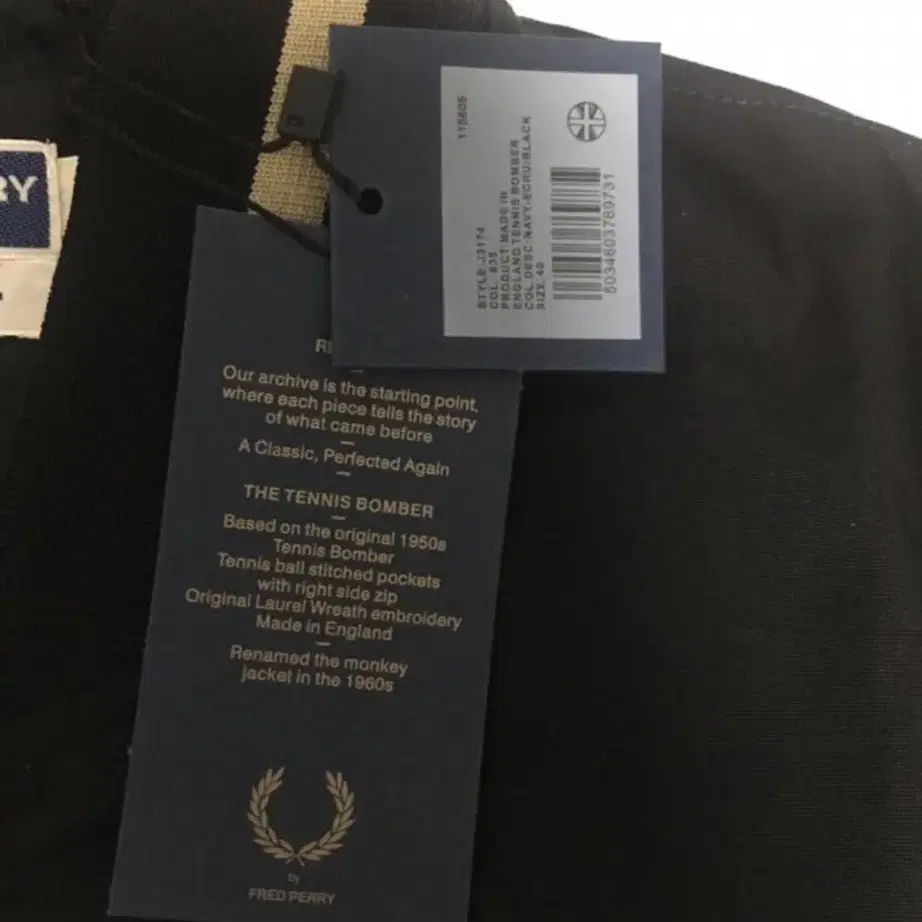 115605
STYLE: J3174
COL: 635
PRODUCT: MADE IN
ENGLAND TENNIS BOMBER
COL DESC: NAVY-ECRU/BLACK
SIZE: 40
5034603789731
RY
Our archive is the starting point,
where each piece tells the story
of what came before
A Classic, Perfected Again
THE TENNIS BOMBER
Based on the original 1950s
Tennis Bomber
Tennis ball stitched pockets
with right side zip
Original Laurel Wreath embroidery
Made in England
Renamed the monkey
jacket in the 1960s
by
FRED PERRY